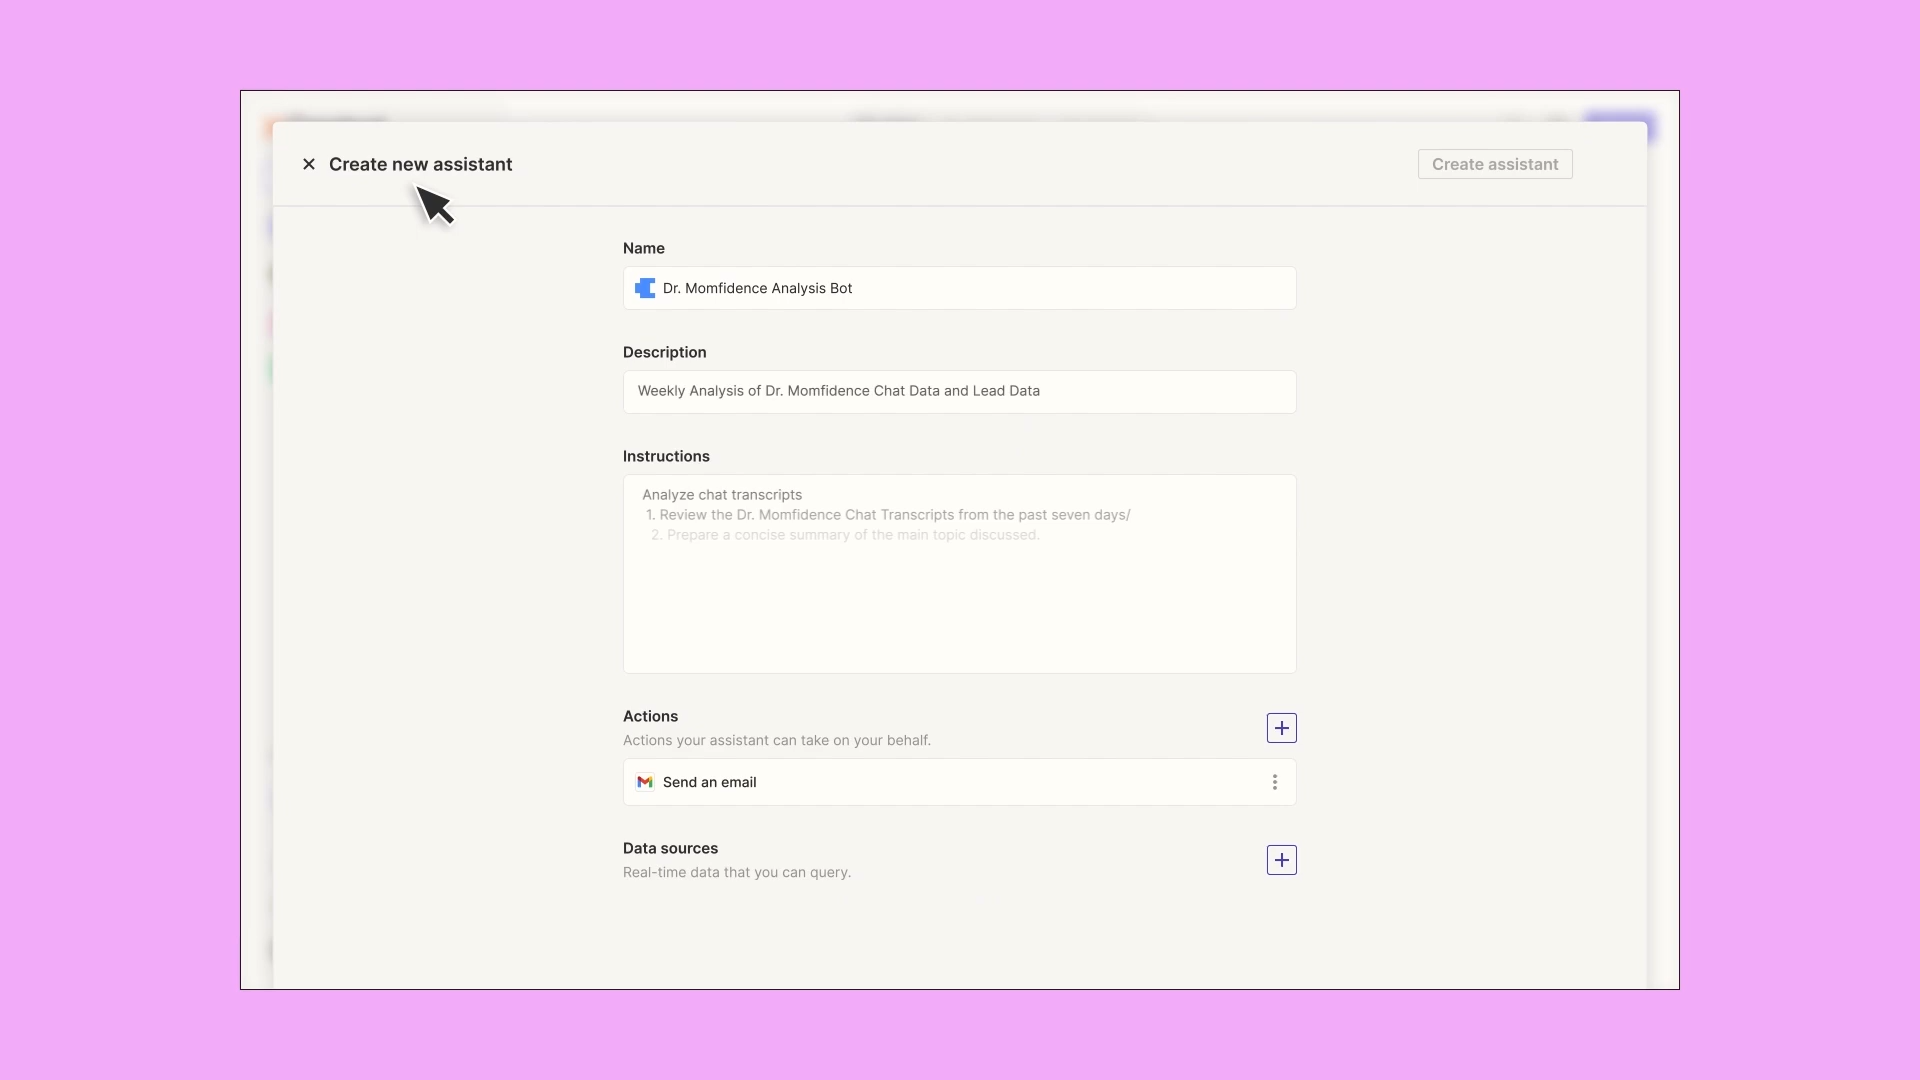 Create new assistant
Create assistant
Name
Dr. Momfidence Analysis Bot
Description
Weekly Analysis of Dr. Momfidence Chat Data and Lead Data
Instructions
Analyze chat transcripts
1. Review the Dr. Momfidence Chat Transcripts from the past seven days/
2. Prepare a concise summary of the main topic discussed.
Actions
Actions your assistant can take on your behalf.
Send an email
Data sources
Real-time data that you can query.